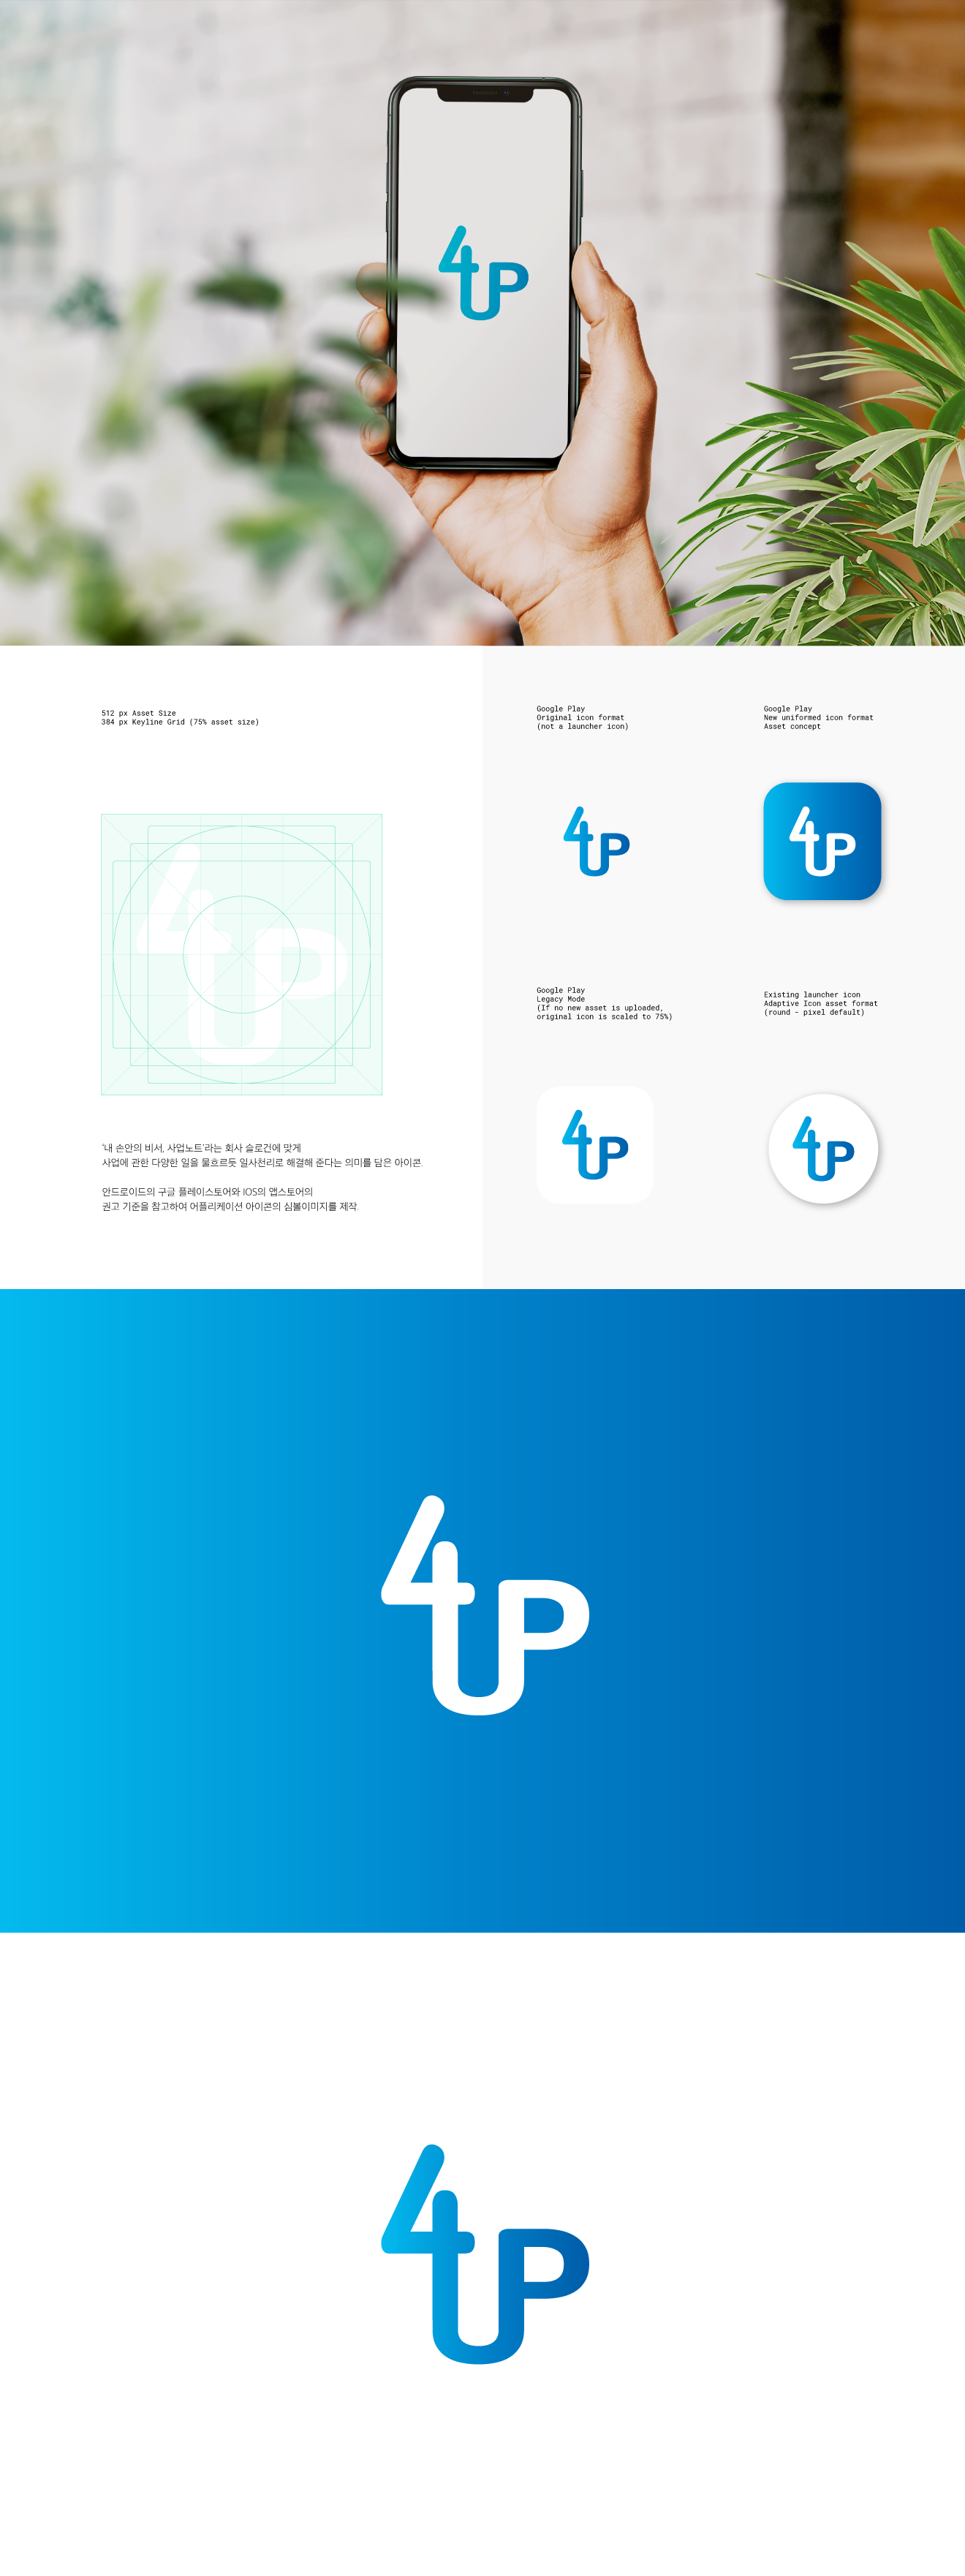 4UP
512 px Asset Size
384 px Keyline Grid (75% asset size)
4UP
'내 손안의 비서, 사업노트'라는 회사 슬로건에 맞게
사업에 관한 다양한 일을 물흐르듯 일사천리로 해결해 준다는 의미를 담은 아이콘.
안드로이드의 구글 플레이스토어와 IOS의 앱스토어의
권고 기준을 참고하여 어플리케이션 아이콘의 심볼이미지를 제작.
Google Play
Original icon format
(not a launcher icon)
4UP
Google Play
New uniformed icon format
Asset concept
4UP
Google Play
Legacy Mode
(If no new asset is uploaded,
original icon is scaled to 75%)
4UP
Existing launcher icon
Adaptive Icon asset format
(round - pixel default)
4UP
4UP
4UP